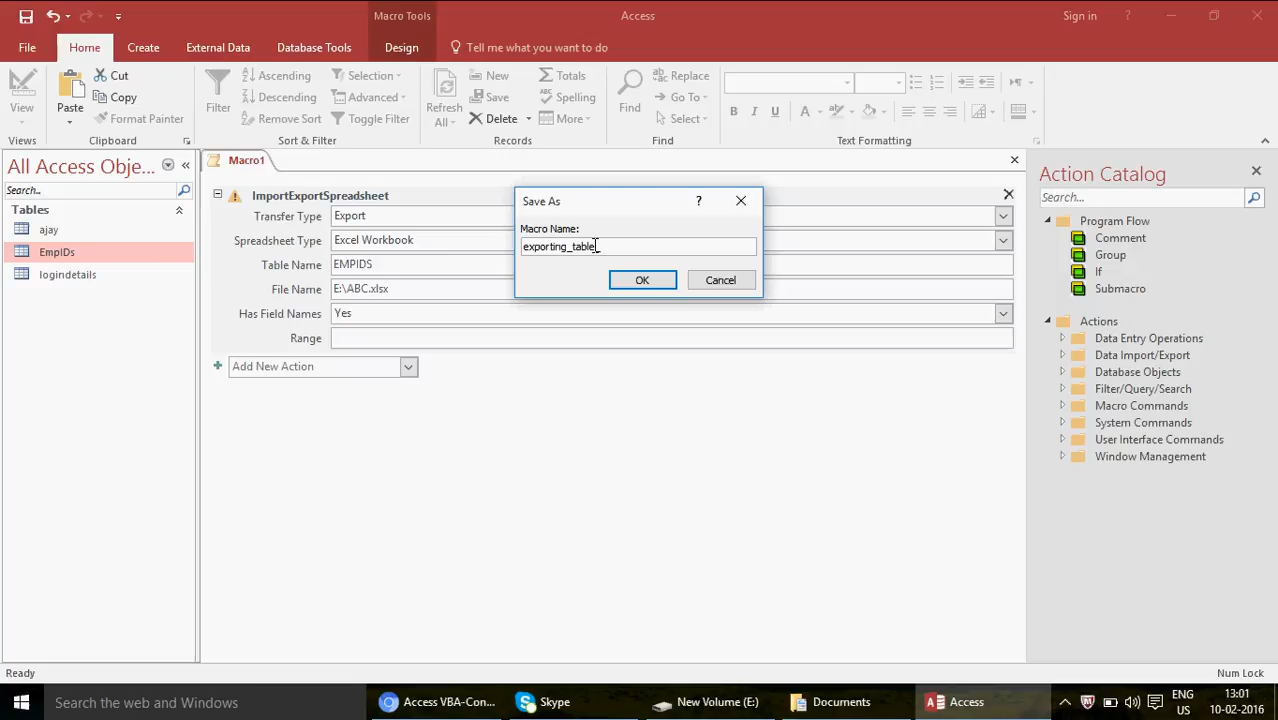 Macro Tools
Access
Sign in
?
File
Home
Create
External Data
Database Tools
Design
Tell me what you want to do
View
Paste
Cut
Copy
Format Painter
Filter
Ascending
Descending
Remove Sort
Selection
Advanced
Toggle Filter
Refresh
All
New
Save
Delete
Totals
Spelling
More
Find
Replace
Go To
Select
B I U
A
Views
Clipboard
Sort & Filter
Records
Find
Text Formatting
All Access Obje...
Search..
Tables
ajay
EmpIDs
logindetails
Macro1
ImportExportSpreadsheet
Transfer Type Export
Spreadsheet Type Excel Workbook
Table Name EMPIDS
File Name E:\ABC.xlsx
Has Field Names Yes
Range
Add New Action
Save As
?
Macro Name:
exporting_table
OK
Cancel
Action Catalog
Search...
Program Flow
Comment
Group
If
Submacro
Actions
Data Entry Operations
Data Import/Export
Database Objects
Filter/Query/Search
Macro Commands
System Commands
User Interface Commands
Window Management
Ready
Num Lock
Search the web and Windows
Access VBA-Con...
Skype
New Volume (E:)
Documents
Access
ENG
US
13:01
10-02-2016